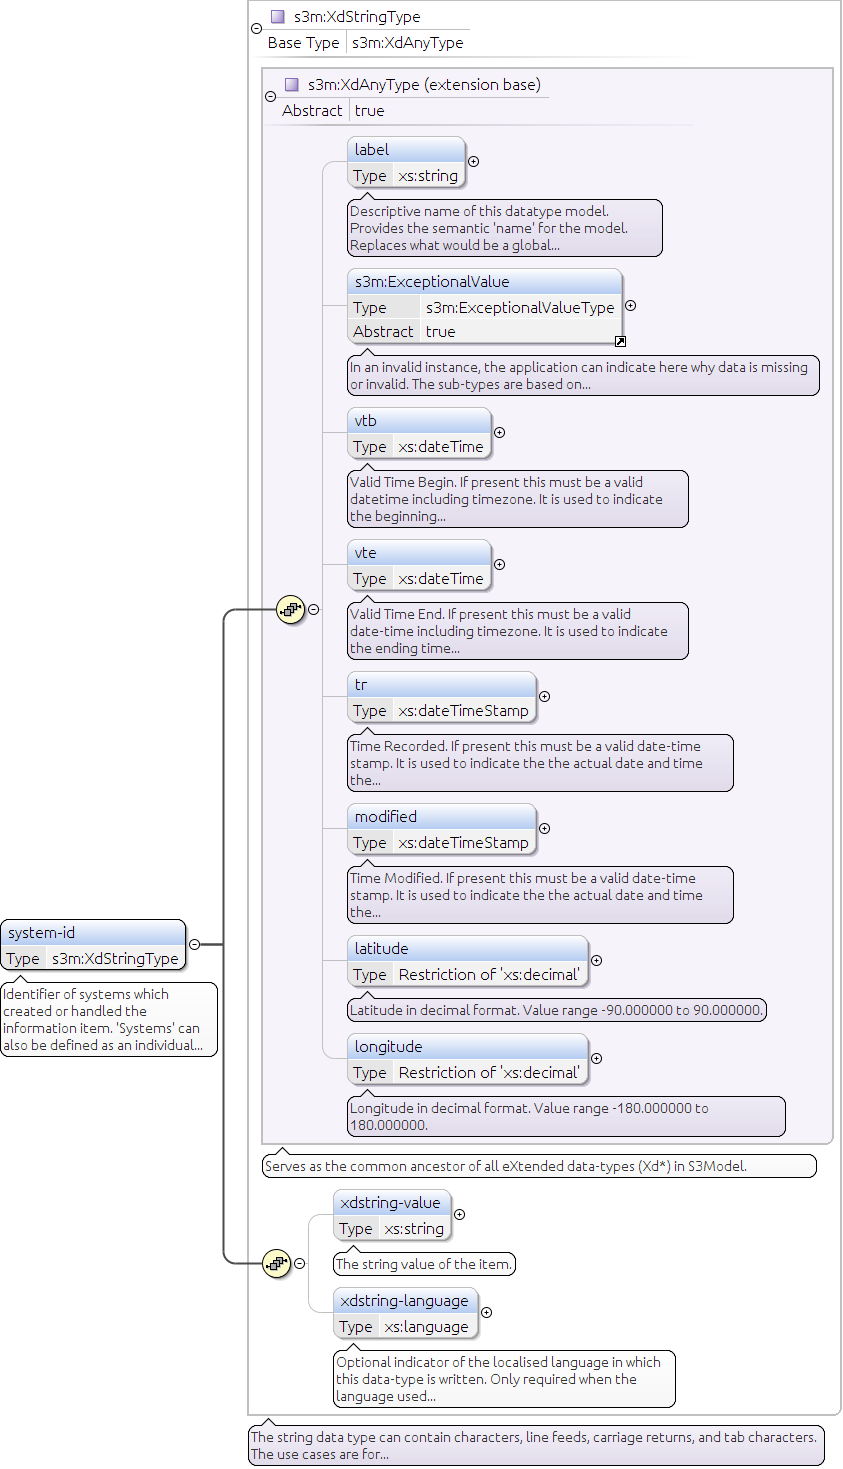 s3m:XdStringType
Base Type s3m:XdAnyType
s3m:XdAnyType (extension base)
Abstract true
label
Type xs:string
Descriptive name of this datatype model.
Provides the semantic 'name' for the model.
Replaces what would be a global...
s3m:ExceptionalValue
Type s3m:ExceptionalValueType
Abstract true
In an invalid instance, the application can indicate here why data is missing
or invalid. The sub-types are based on...
vtb
Type xs:dateTime
Valid Time Begin. If present this must be a valid
datetime including timezone. It is used to indicate
the beginning...
vte
Type xs:dateTime
Valid Time End. If present this must be a valid
date-time including timezone. It is used to indicate
the ending time...
tr
Type xs:dateTimeStamp
Time Recorded. If present this must be a valid date-time
stamp. It is used to indicate the the actual date and time
the...
modified
Type xs:dateTimeStamp
Time Modified. If present this must be a valid date-time
stamp. It is used to indicate the the actual date and time
the...
system-id
Type s3m:XdStringType
Identifier of systems which
created or handled the
information item. 'Systems' can
also be defined as an individual...
latitude
Type Restriction of 'xs:decimal'
Latitude in decimal format. Value range -90.000000 to 90.000000.
longitude
Type Restriction of 'xs:decimal'
Longitude in decimal format. Value range -180.000000 to
180.000000.
Serves as the common ancestor of all eXtended data-types (Xd*) in S3Model.
xdstring-value
Type xs:string
The string value of the item.
xdstring-language
Type xs:language
Optional indicator of the localised language in which
this data-type is written. Only required when the
language used...
The string data type can contain characters, line feeds, carriage returns, and tab characters.
The use cases are for...